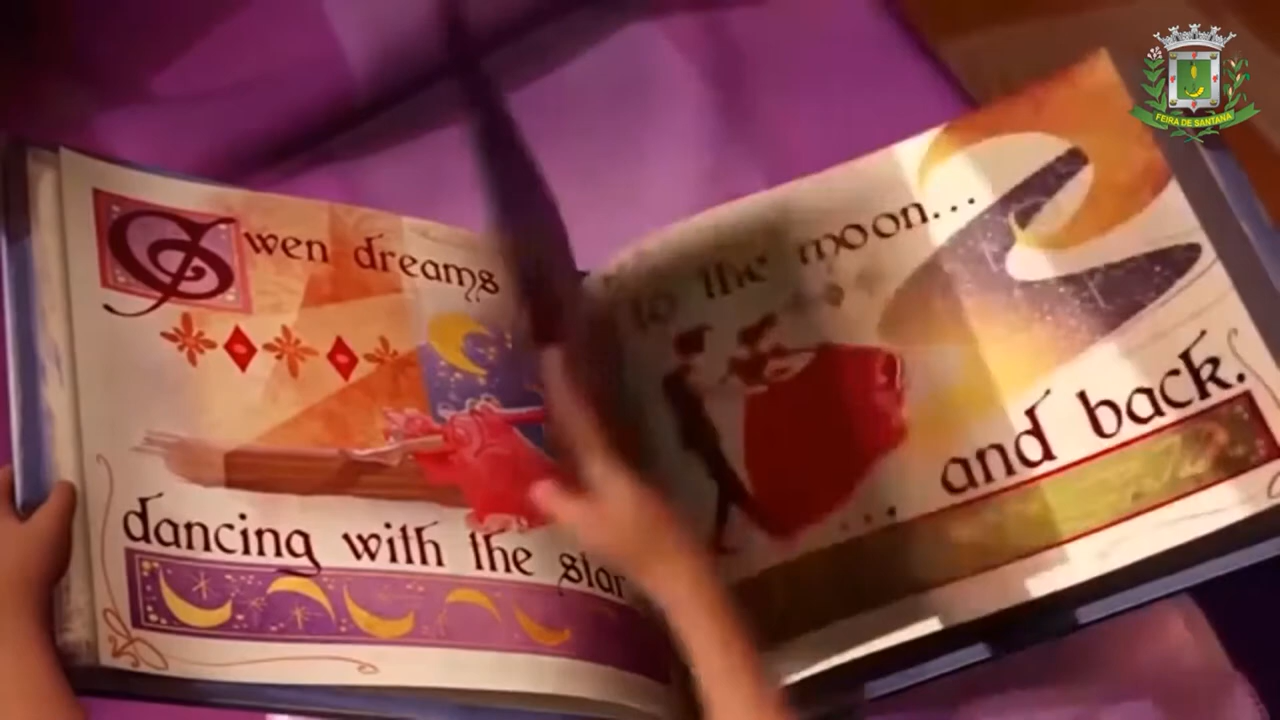 Gwen dreams
dancing with the star
to the moon...
...
and back.
FEIRA DE SANTANA